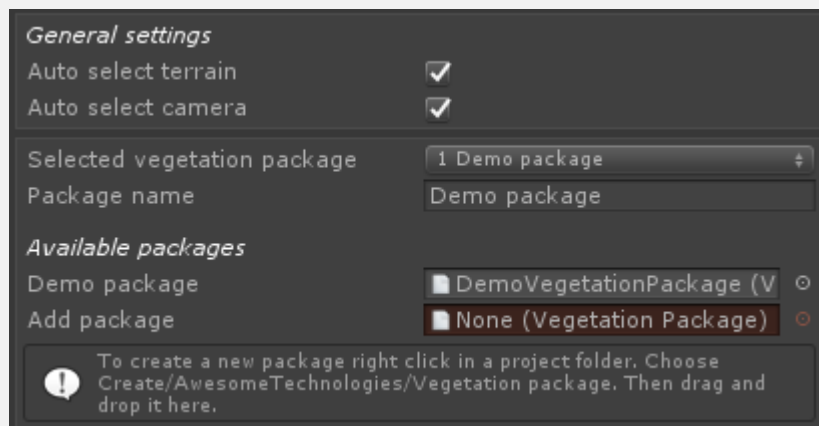 General settings
Auto select terrain
Auto select camera
Selected vegetation package 1 Demo package
Package name Demo package
Available packages
Demo package DemoVegetationPackage (V
Add package None (Vegetation Package)
To create a new package right click in a project folder. Choose
Create/AwesomeTechnologies/Vegetation package. Then drag and
drop it here.